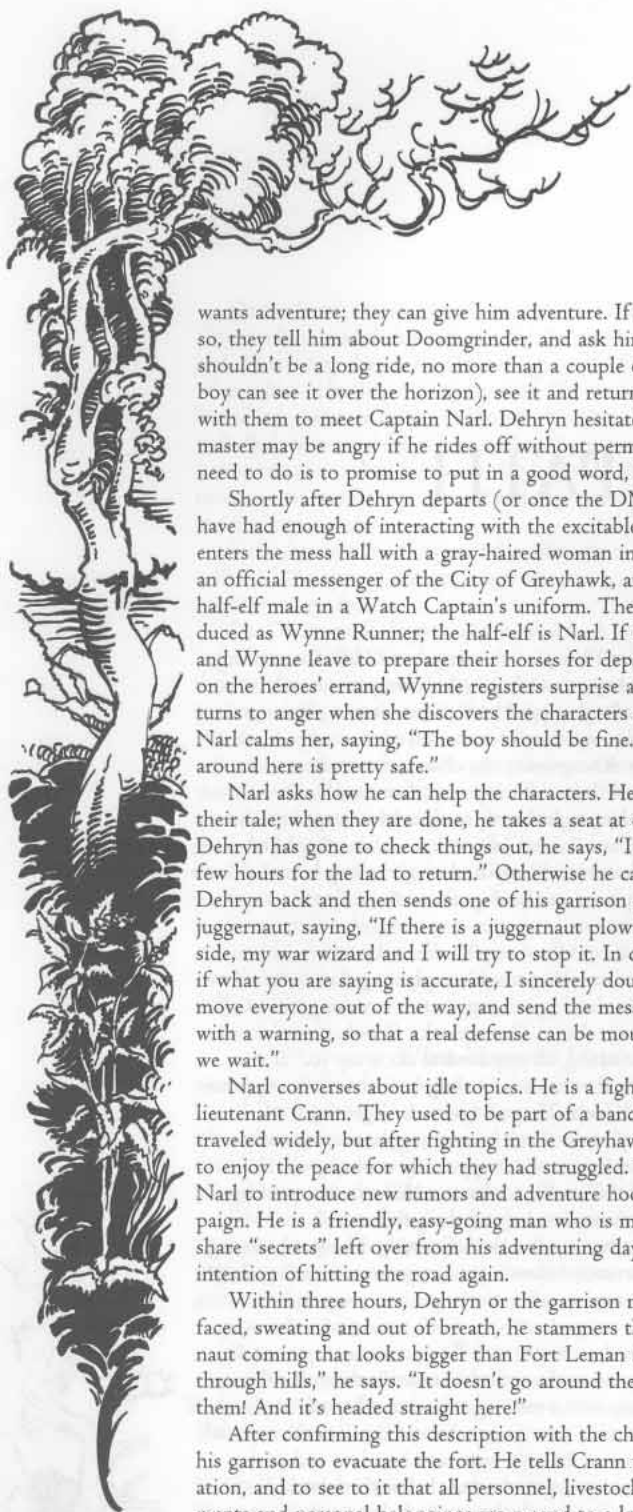 wants adventure; they can give him adventure. If
so, they tell him about Doomgrinder, and ask hi
shouldn't be a long ride, no more than a couple
boy can see it over the horizon), see it and return
with them to meet Captain Narl. Dehryn hesitate
master may be angry if he rides off without perm
need to do is to promise to put in a good word,
Shortly after Dehryn departs (or once the DM
have had enough of interacting with the excitable
enters the mess hall with a gray-haired woman in
an official messenger of the City of Greyhawk, a
half-elf male in a Watch Captain's uniform. The
duced as Wynne Runner; the half-elf is Narl. If
and Wynne leave to prepare their horses for dep
on the heroes' errand, Wynne registers surprise a
turns to anger when she discovers the characters
Narl calms her, saying, "The boy should be fine.
around here is pretty safe."
Narl asks how he can help the characters. He
their tale; when they are done, he takes a seat at
Dehryn has gone to check things out, he says, "I
few hours for the lad to return." Otherwise he ca
Dehryn back and then sends one of his garrison
juggernaut, saying, "If there is a juggernaut plow
side, my war wizard and I will try to stop it. In
if what you are saying is accurate, I sincerely dou
move everyone out of the way, and send the mes
with a warning, so that a real defense can be mou
we wait."
Narl converses about idle topics. He is a figh
lieutenant Crann. They used to be part of a band
traveled widely, but after fighting in the Greyhaw
to enjoy the peace for which they had struggled.
Narl to introduce new rumors and adventure hoo
paign. He is a friendly, easy-going man who is m
share "secrets" left over from his adventuring day
intention of hitting the road again.
Within three hours, Dehryn or the garrison m
faced, sweating and out of breath, he stammers th
naut coming that looks bigger than Fort Leman
through hills," he says. "It doesn't go around the
them! And it's headed straight here!"
After confirming this description with the ch
his garrison to evacuate the fort. He tells Crann
ation, and to see to it that all personnel, livestoc